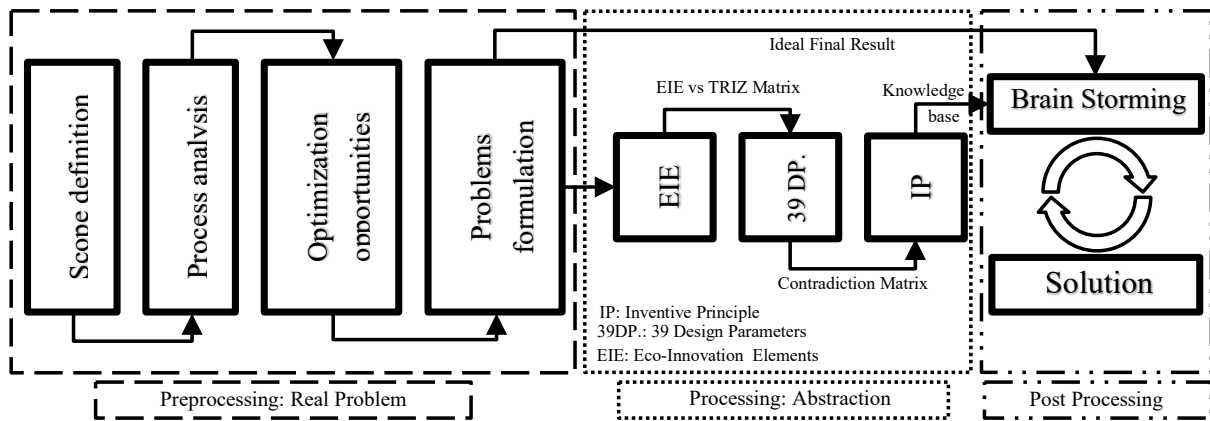 Scope definition
Process analysis
Optimization
opportunities
Problems
formulation
Ideal Final Result
EIE vs TRIZ Matrix
EIE
39 DP.
IP
Knowledge
base
Contradiction Matrix
IP: Inventive Principle
39DP.: 39 Design Parameters
EIE: Eco-Innovation Elements
Brain Storming
Solution
Preprocessing: Real Problem
Processing: Abstraction
Post Processing